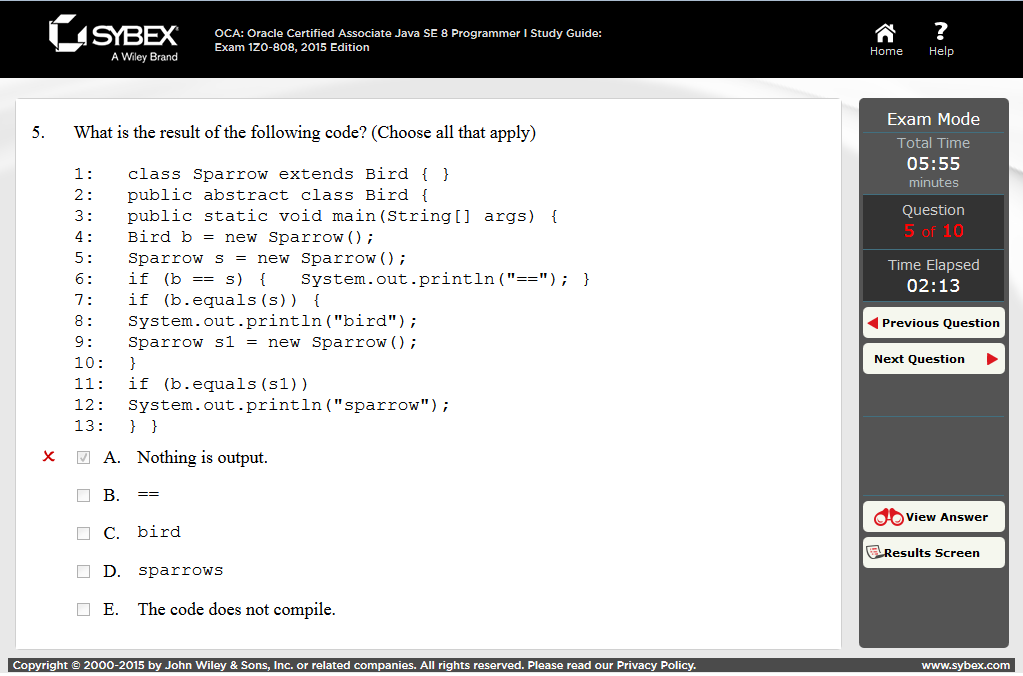 SYBEX
A Wiley Brand
OCA: Oracle Certified Associate Java SE 8 Programmer I Study Guide:
Exam 1Z0-808, 2015 Edition
? 
Home Help
5. What is the result of the following code? (Choose all that apply)
1: class Sparrow extends Bird { }
2: public abstract class Bird {
3: public static void main(String[] args) {
4: Bird b = new Sparrow();
5: Sparrow s = new Sparrow();
6: if (b == s) { System.out.println("=="); }
7: if (b.equals(s)) {
8: System.out.println("bird");
9: Sparrow s1 = new Sparrow();
10: }
11: if (b.equals(s1))
12: System.out.println("sparrow");
13: } }
A. Nothing is output.
B. ==
C. bird
D. sparrows
E. The code does not compile.
Exam Mode
Total Time
05:55
minutes
Question
5 of 10
Time Elapsed
02:13
Previous Question
Next Question
View Answer
Results Screen
Copyright © 2000-2015 by John Wiley & Sons, Inc. or related companies. All rights reserved. Please read our Privacy Policy. www.sybex.com